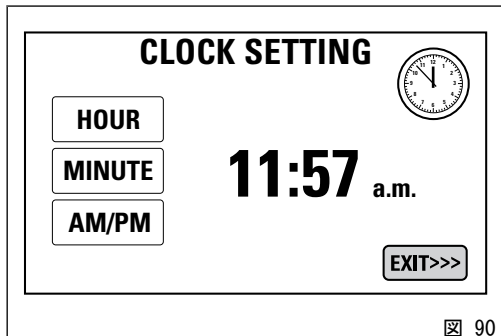 CLOCK SETTING
HOUR
MINUTE
11:57 a.m.
AM/PM
EXIT>>>
図 90